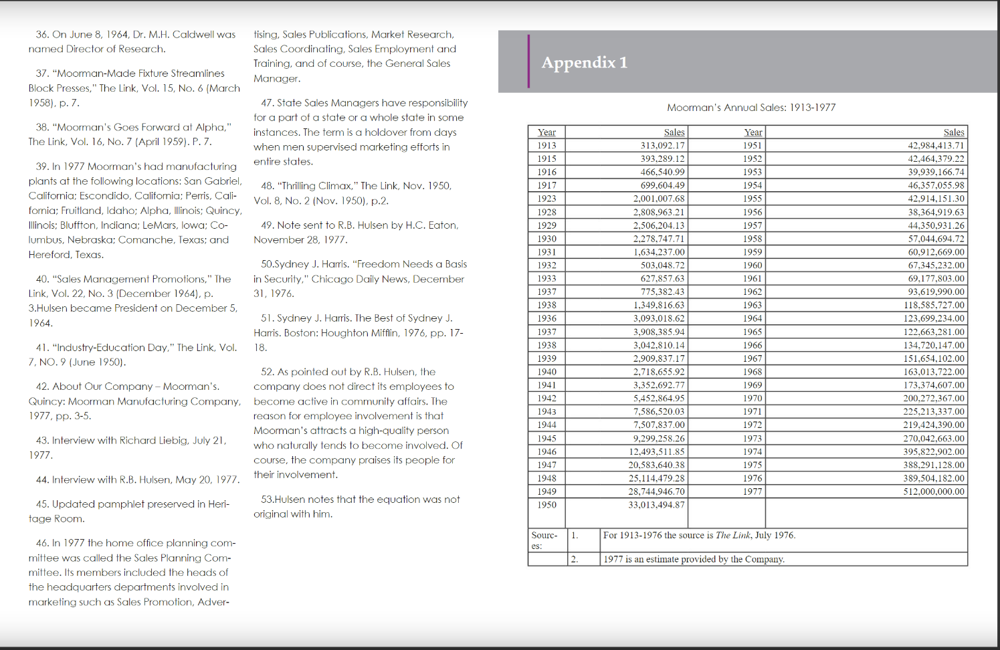 36. On June 8, 1964, Dr. M.H. Caldwell was
named Director of Research.
37. “Moorman-Made Fixture Streamlines
Block Presses,” The Link, Vol. 15, No. 6 (March
1958), p. 7.
38. “Moorman’s Goes Forward at Alpha,”
The Link, Vol. 16, No. 7 (April 1959). P. 7.
39. In 1977 Moorman’s had manufacturing
plants at the following locations: San Gabriel,
California; Escondido, California; Perris, Cali-
fornia; Fruitland, Idaho; Alpha, Illinois; Quincy,
Illinois; Bluffton, Indiana; LeMars, Iowa; Co-
lumbus, Nebraska; Comanche, Texas; and
Hereford, Texas.
40. “Sales Management Promotions,” The
Link, Vol. 22, No. 3 (December 1964), p.
3.Hulsen became President on December 5,
1964.
41. “Industry-Education Day,” The Link, Vol.
7, NO. 9 (June 1950).
42. About Our Company – Moorman’s.
Quincy: Moorman Manufacturing Company,
1977, pp. 3-5.
43. Interview with Richard Liebig, July 21,
1977.
44. Interview with R.B. Hulsen, May 20, 1977.
45. Updated pamphlet preserved in Heri-
tage Room.
46. In 1977 the home office planning com-
mittee was called the Sales Planning Com-
mittee. Its members included the heads of
the headquarters departments involved in
marketing such as Sales Promotion, Adver-
tising, Sales Publications, Market Research,
Sales Coordinating, Sales Employment and
Training, and of course, the General Sales
Manager.
47. State Sales Managers have responsibility
for a part of a state or a whole state in some
instances. The term is a holdover from days
when men supervised marketing efforts in
entire states.
48. “Thrilling Climax,” The Link, Nov. 1950,
Vol. 8, No. 2 (Nov. 1950), p.2.
49. Note sent to R.B. Hulsen by H.C. Eaton,
November 28, 1977.
50.Sydney J. Harris. “Freedom Needs a Basis
in Security,” Chicago Daily News, December
31, 1976.
51. Sydney J. Harris. The Best of Sydney J.
Harris. Boston: Houghton Mifflin, 1976, pp. 17-
18.
52. As pointed out by R.B. Hulsen, the
company does not direct its employees to
become active in community affairs. The
reason for employee involvement is that
Moorman’s attracts a high-quality person
who naturally tends to become involved. Of
course, the company praises its people for
their involvement.
53.Hulsen notes that the equation was not
original with him.
Appendix 1
Moorman’s Annual Sales: 1913-1977
Year Sales Year Sales
1913 313,092.17 1951 42,984,413.71
1915 393,289.12 1952 42,464,379.22
1916 466,540.99 1953 39,939,166.74
1917 699,604.49 1954 46,357,055.98
1923 2,001,007.68 1955 42,914,151.30
1928 2,808,963.21 1956 38,364,919.63
1929 2,506,204.13 1957 44,350,931.26
1930 2,278,747.71 1958 57,044,694.72
1931 1,634,237.00 1959 60,912,669.00
1932 503,048.72 1960 67,345,232.00
1933 627,857.63 1961 69,177,803.00
1937 775,382.43 1962 93,619,990.00
1938 1,349,816.63 1963 118,585,727.00
1936 3,093,018.62 1964 123,699,234.00
1937 3,908,385.94 1965 122,663,281.00
1938 3,042,810.14 1966 134,720,147.00
1939 2,909,837.17 1967 151,654,102.00
1940 2,718,655.92 1968 163,013,722.00
1941 3,352,692.77 1969 173,374,607.00
1942 5,452,864.95 1970 200,272,367.00
1943 7,586,520.03 1971 225,213,337.00
1944 7,507,837.00 1972 219,424,390.00
1945 9,299,258.26 1973 270,042,663.00
1946 12,493,511.85 1974 395,822,902.00
1947 20,583,640.38 1975 388,291,128.00
1948 25,114,479.28 1976 389,504,182.00
1949 28,744,946.70 1977 512,000,000.00
1950 33,013,494.87
Sourc-
es: 1. For 1913-1976 the source is The Link, July 1976.
2. 1977 is an estimate provided by the Company.